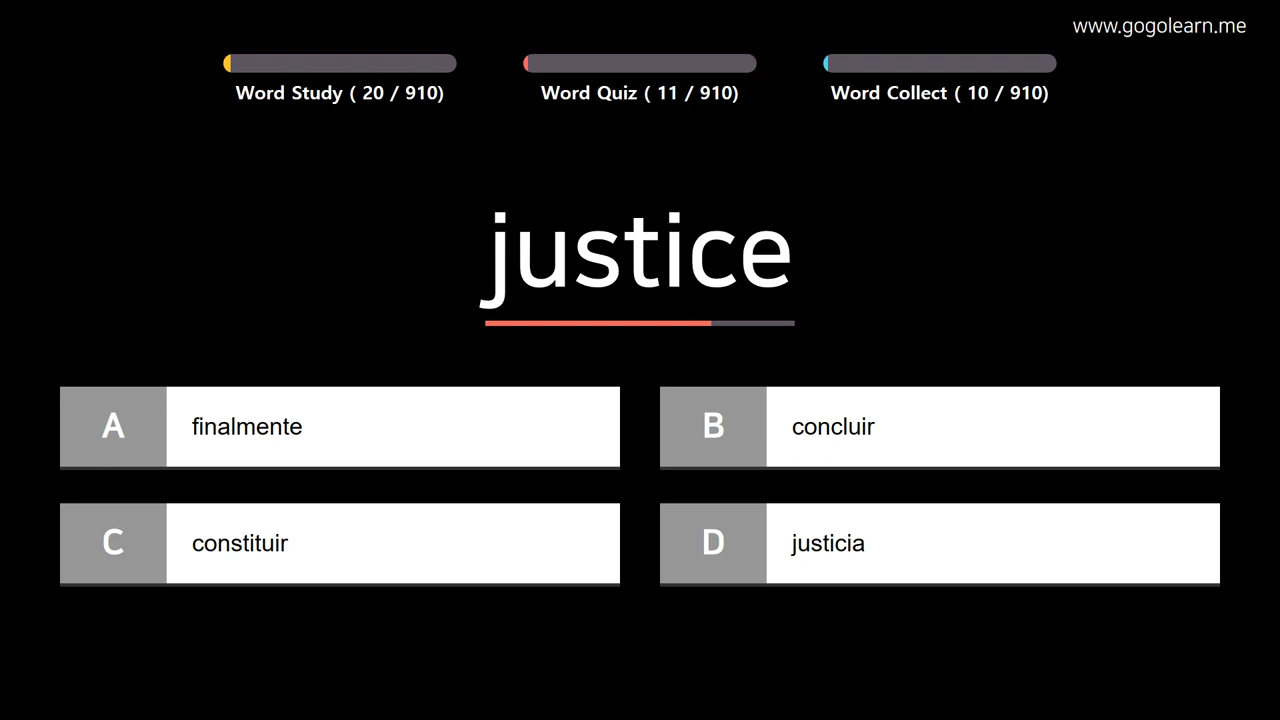 www.gogolearn.me
Word Study ( 20 / 910)
Word Quiz ( 11 / 910)
Word Collect ( 10 / 910)
justice
A finalmente
B concluir
C constituir
D justicia